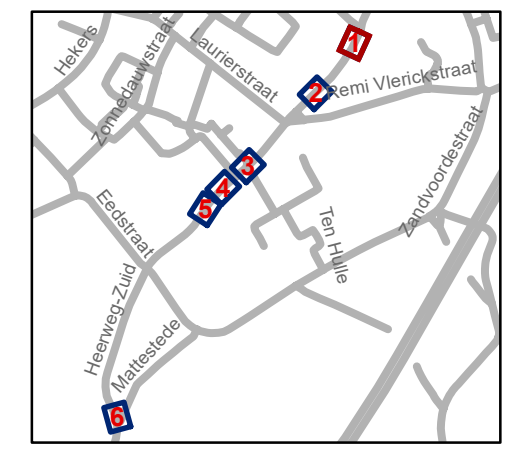 Hekers
Zonnedauwstraat
Laurierstraat
1
2
Remi Vlerickstraat
3
4
5
Zandvoordestraat
Eedstraat
Ten Hulle
Heerweg-Zuid
Mattestede
6